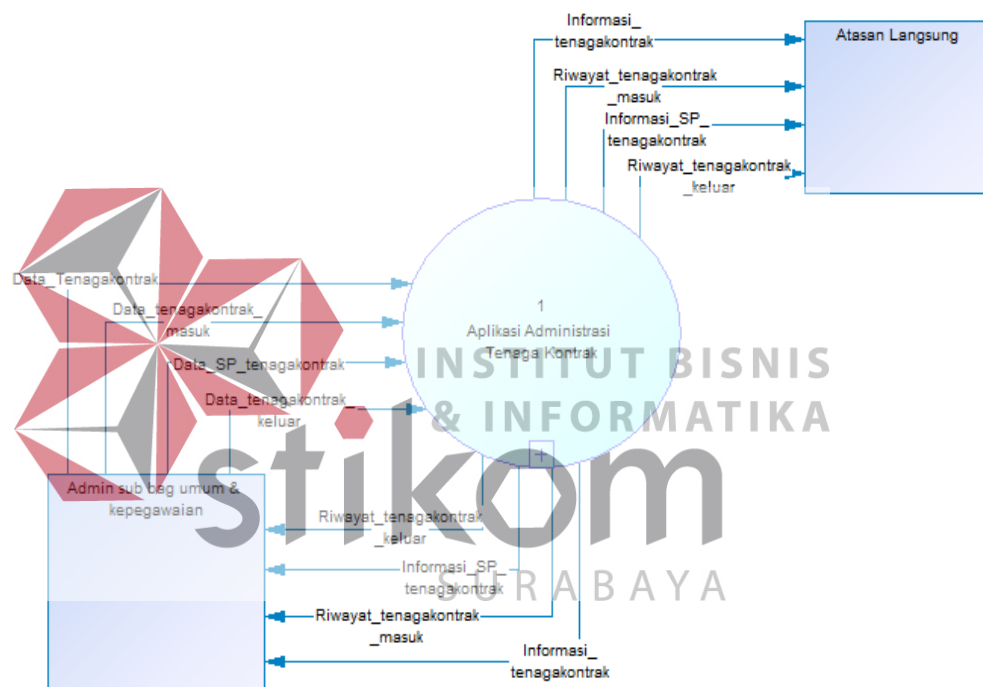 Informasi_
tenagakontrak
Atasan Langsung
Riwayat_tenagakontrak
_masuk
Informasi_SP_
tenagakontrak
Riwayat_tenagakontrak
_keluar
Data_Tenagakontrak
Data_tenagakontrak_
masuk
Data_SP_tenagakontrak
Data_tenagakontrak_
keluar
1
Aplikasi Administrasi
Tenaga Kontrak
INSTITUT BISNIS
& INFORMATIKA
stikom
SURABAYA
+
Admin sub bag umum &
kepegawaian
Riwayat_tenagakontrak
_keluar
Informasi_SP_
tenagakontrak
Riwayat_tenagakontrak
_masuk
Informasi_
tenagakontrak